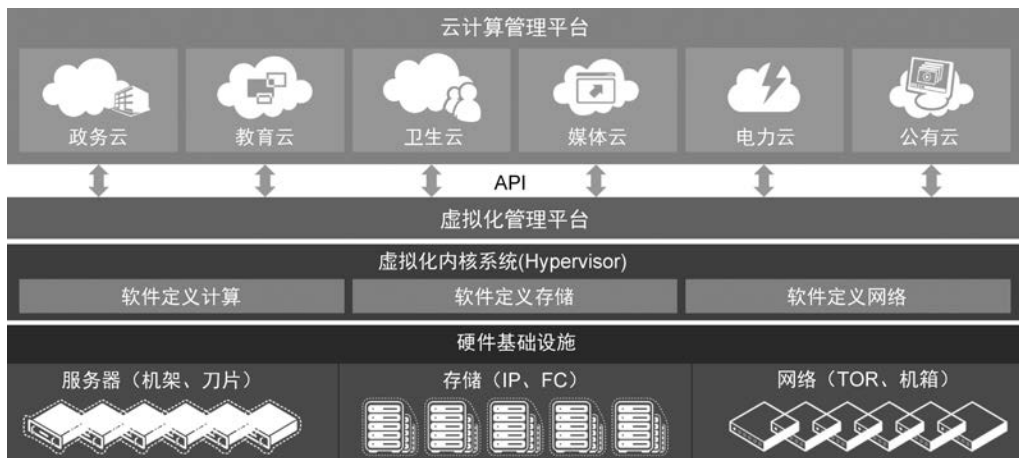 云计算管理平台
政务云 教育云 卫生云 媒体云 电力云 公有云
API
虚拟化管理平台
虚拟化内核系统(Hypervisor)
软件定义计算 软件定义存储 软件定义网络
硬件基础设施
服务器（机架、刀片） 存储（IP、FC） 网络（TOR、机箱）